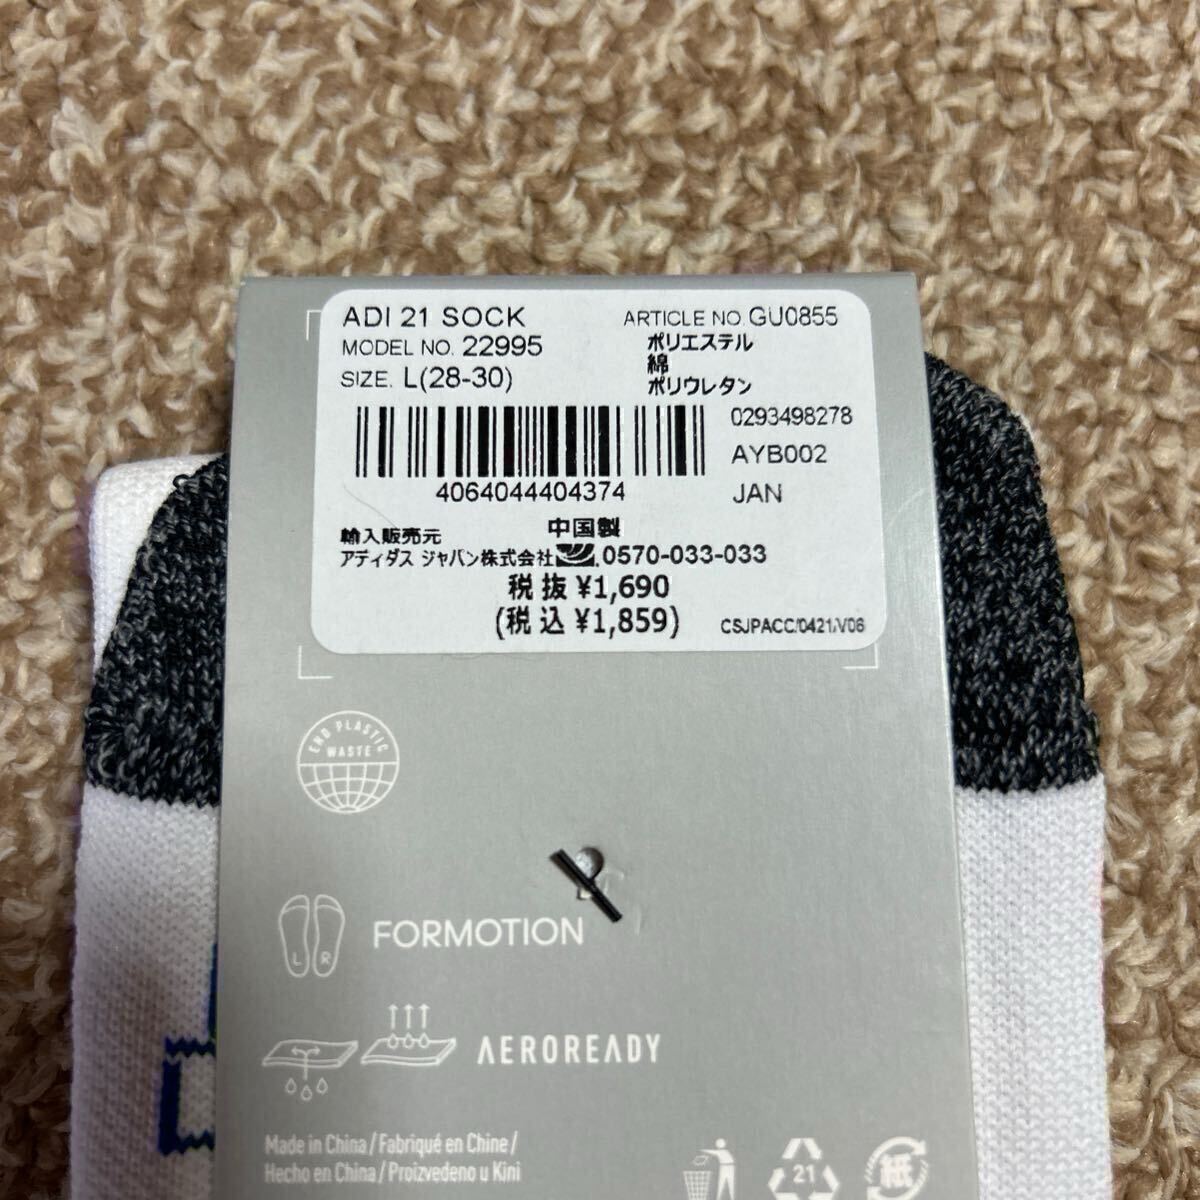 ADI 21 SOCK
ARTICLE NO. GU0855
MODEL NO. 22995
SIZE. L(28-30)
ポリエステル
綿
ポリウレタン
4064044404374
0293498278
AYB002
JAN
輸入販売元
中国製
アディダス ジャパン株式会社 0570-033-033
税 抜 ¥1,690
(税 込 ¥1,859)
CSJPACC/0421/V06
END PLASTIC
WASTE
L R
FORMOTION
AEROREADY
Made in China / Fabriqué en Chine /
Hecho en China / Proizvedeno u Kini
21
紙